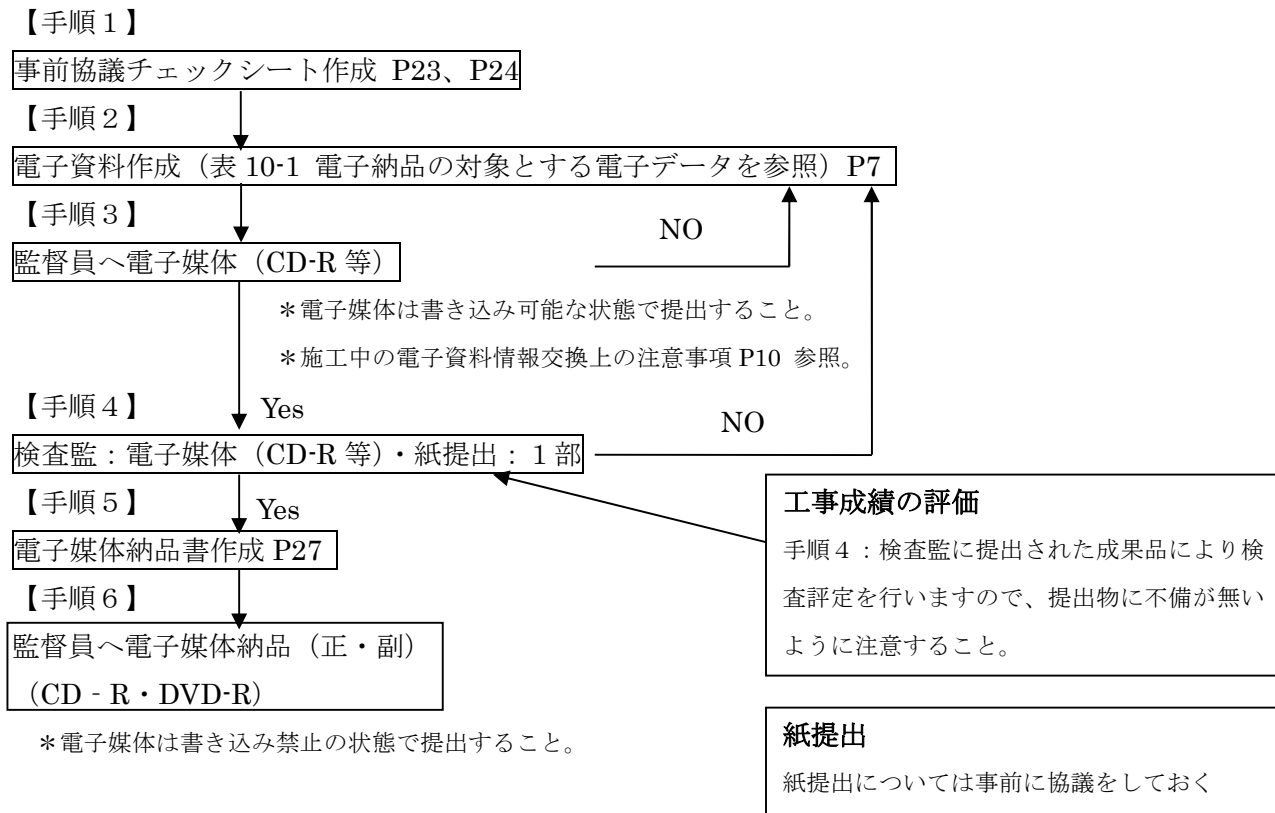 【手順１】
事前協議チェックシート作成 P23、P24
【手順２】
電子資料作成（表 10-1 電子納品の対象とする電子データを参照）P7
【手順３】
NO
監督員へ電子媒体（CD-R 等）
＊電子媒体は書き込み可能な状態で提出すること。
＊施工中の電子資料情報交換上の注意事項 P10 参照。
【手順４】
Yes
NO
検査監：電子媒体（CD-R 等）・紙提出：１部
【手順５】
Yes
電子媒体納品書作成 P27
【手順６】
監督員へ電子媒体納品（正・副）
（CD‐R・DVD-R）
＊電子媒体は書き込み禁止の状態で提出すること。
工事成績の評価
手順４：検査監に提出された成果品により検
査評定を行いますので、提出物に不備が無い
ように注意すること。
紙提出
紙提出については事前に協議をしておく